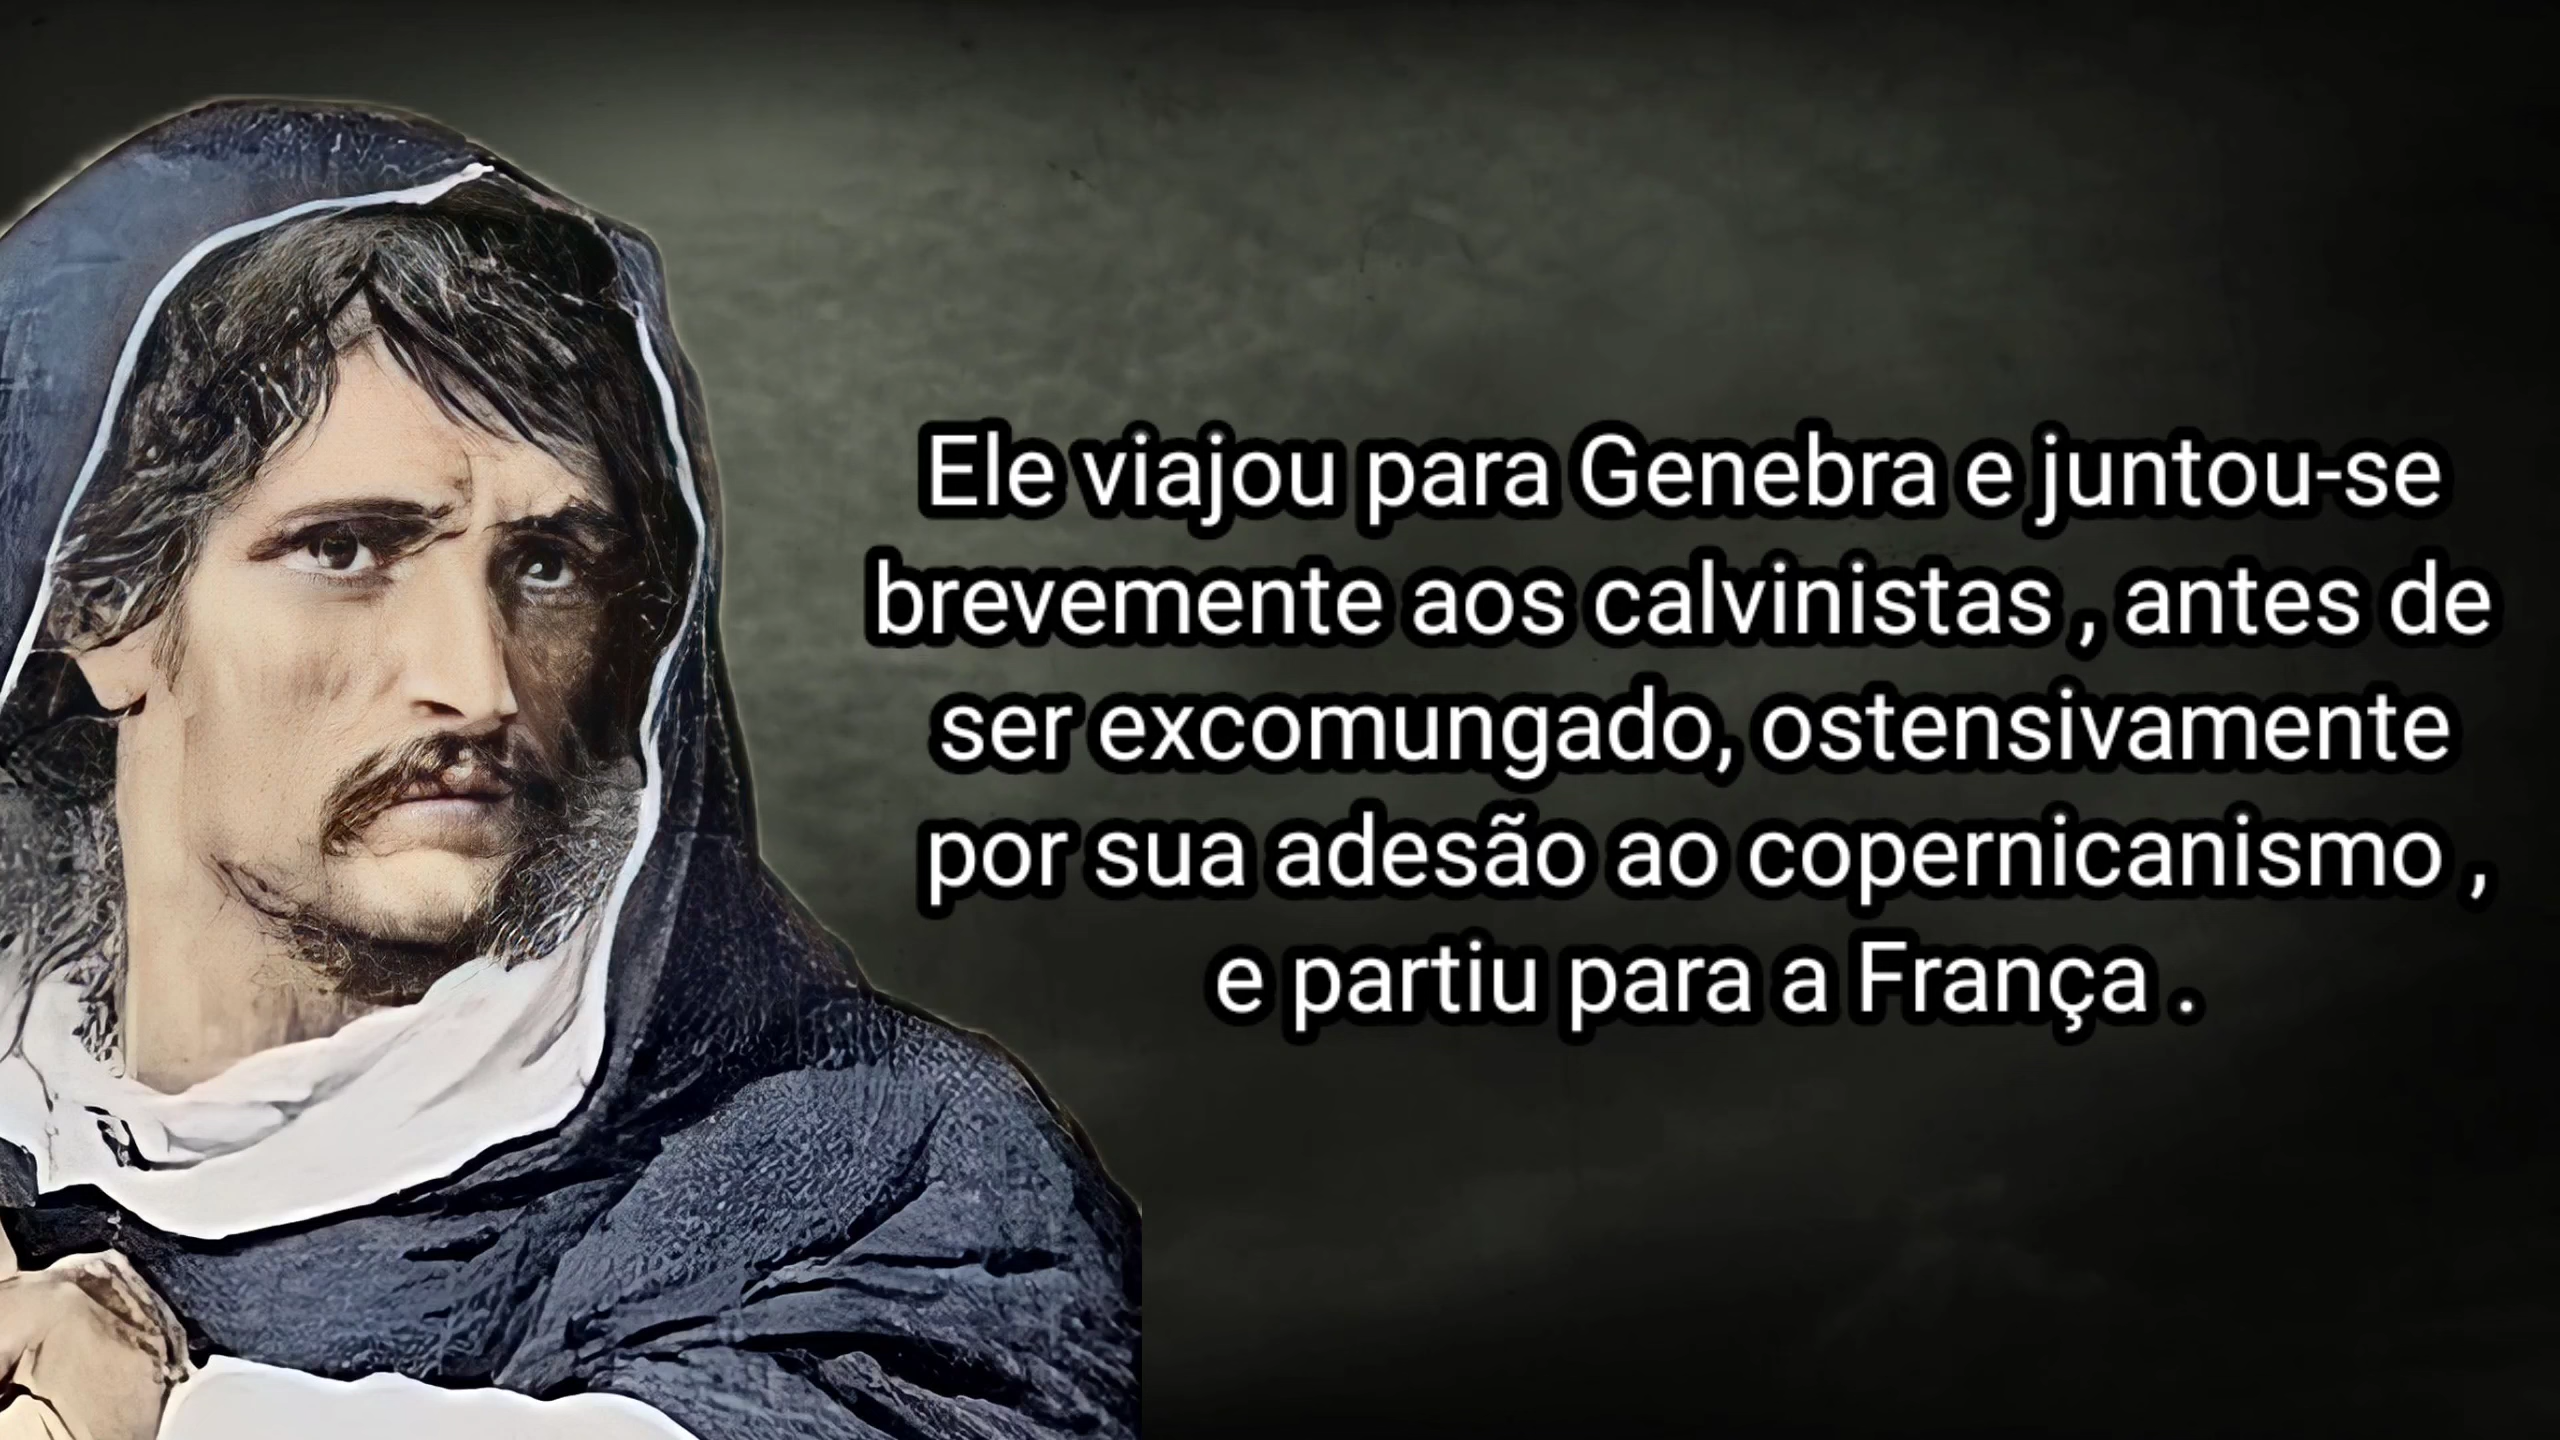 Ele viajou para Genebra e juntou-se
brevemente aos calvinistas , antes de
ser excomungado, ostensivamente
por sua adesão ao copernicanismo ,
e partiu para a França .